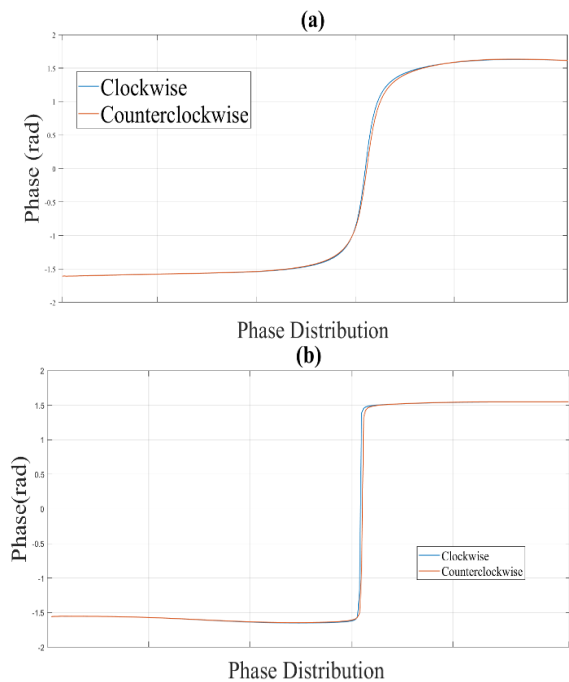 (a)
2
1.5
1
0.5
0
-0.5
-1
-1.5
-2
Phase (rad)
Clockwise
Counterclockwise
Phase Distribution
(b)
2
1.5
1
0.5
0
-0.5
-1
-1.5
-2
Phase(rad)
Clockwise
Counterclockwise
Phase Distribution